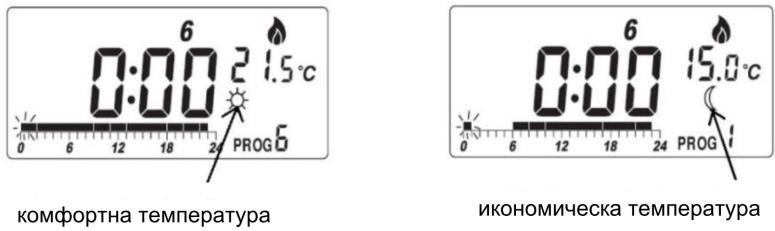 6
0:00 21.5°C
0 6 12 18 24 PROG 6
комфортна температура
6
0:00 15.0°C
0 6 12 18 24 PROG 1
икономическа температура